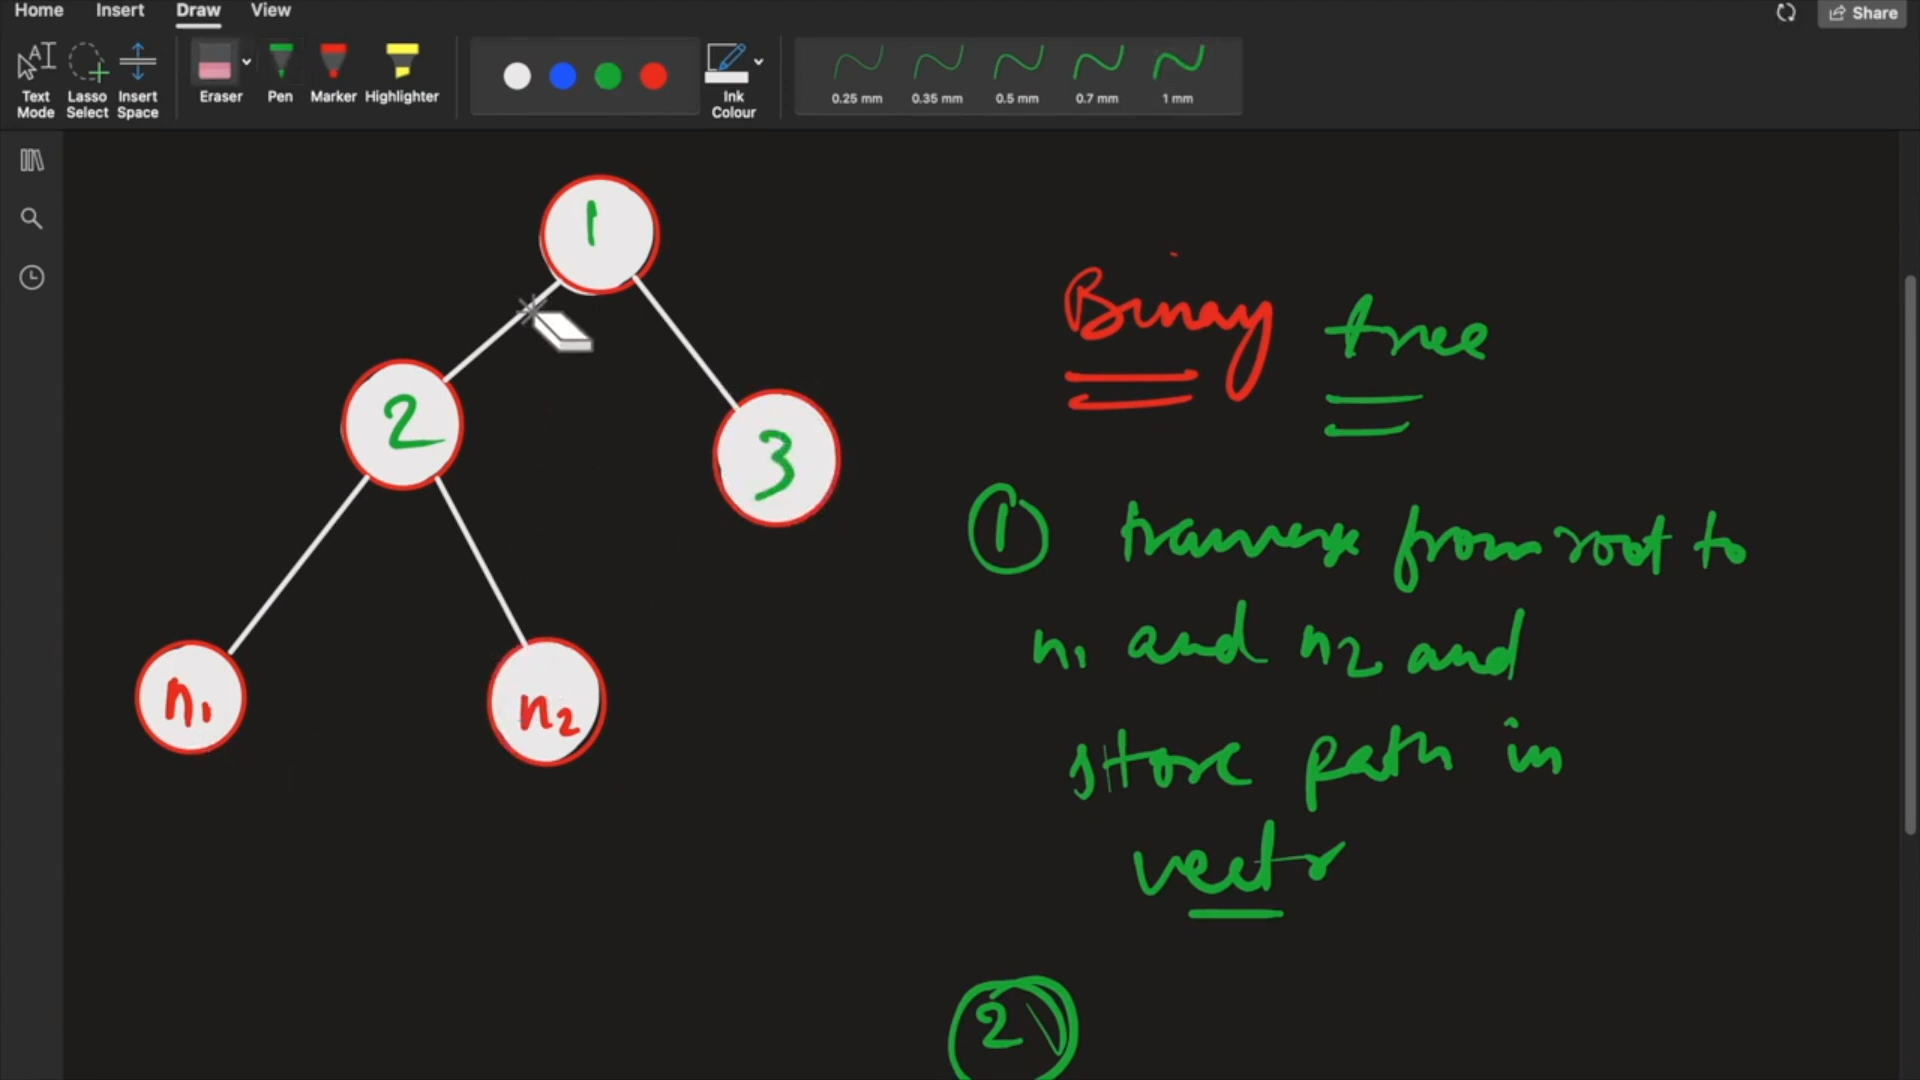 Home Insert Draw View
Share
Text Mode
Lasso Select
Insert Space
Eraser
Pen
Marker
Highlighter
Ink Colour
0.25 mm
0.35 mm
0.5 mm
0.7 mm
1 mm
1
2
3
n1
n2
Binay tree
1 traverse from root to
n1 and n2 and
store path in
vector
2